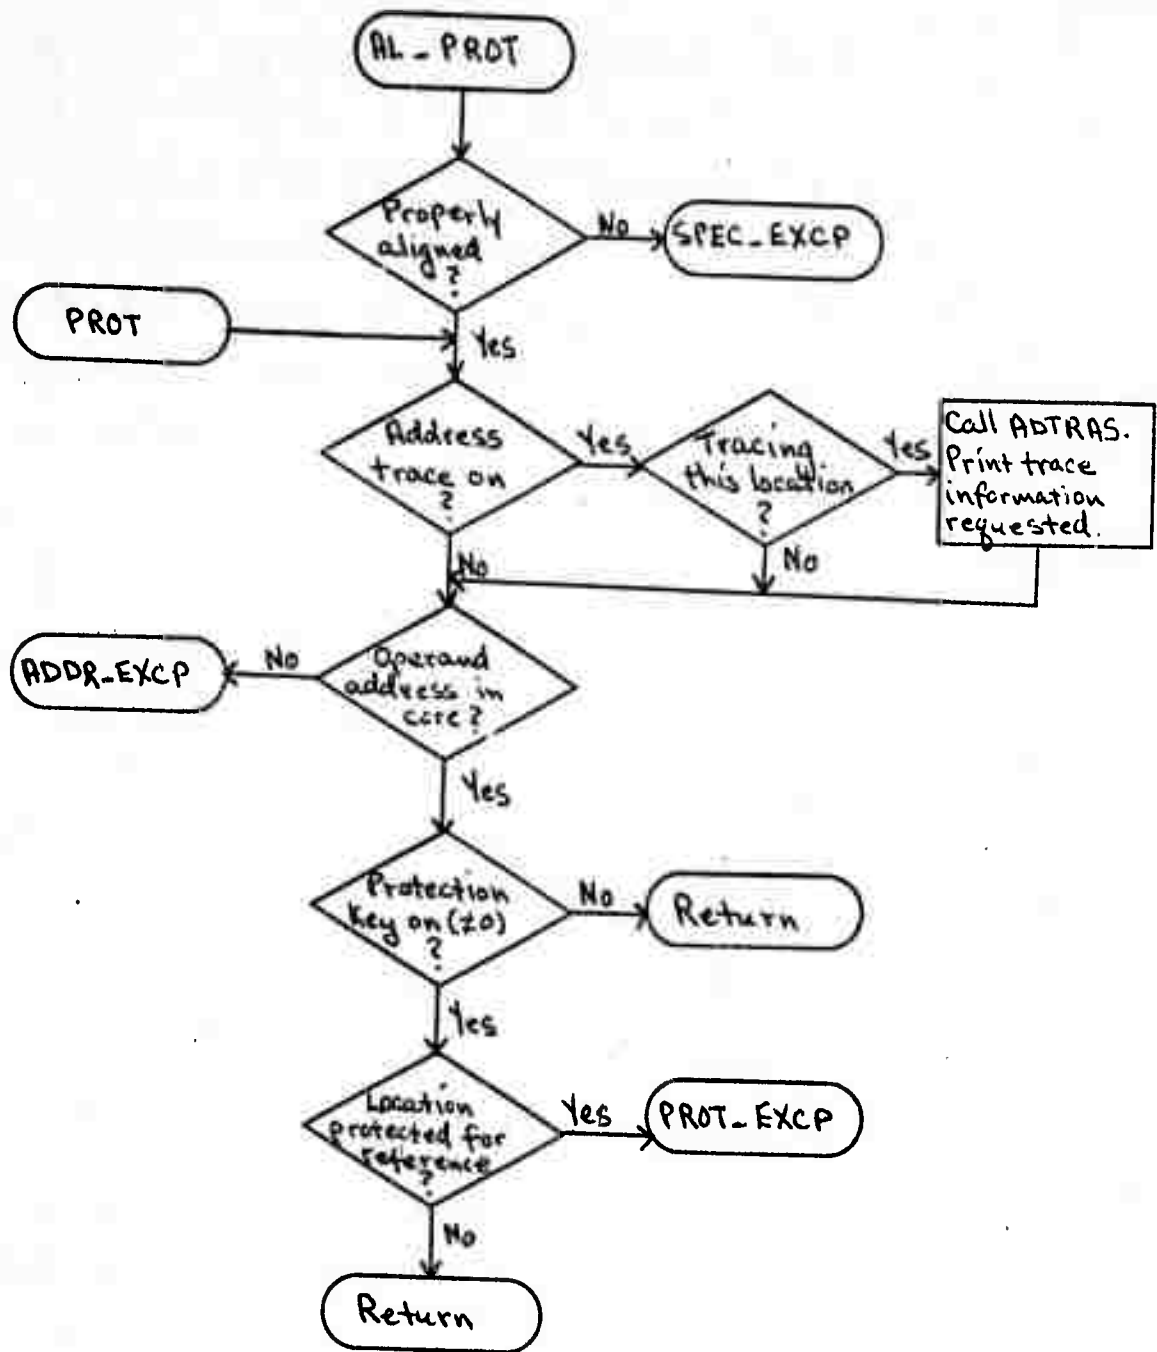 AL_PROT
Properly
aligned
?
No
SPEC_EXCP
PROT
Yes
Address
trace on
?
Yes
Tracing
this location
?
Yes
Call ADTRAS.
Print trace
information
requested.
No
No
Operand
address in
core?
No
ADDR_EXCP
Yes
Protection
Key on (≠0)
?
No
Return
Yes
Location
protected for
reference
?
Yes
PROT_EXCP
No
Return